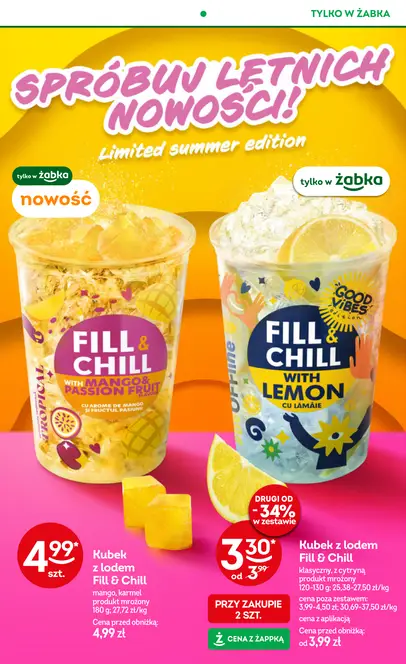 TYLKO W ŻABKA
SPRÓBUJ LETNICH
NOWOŚCI!
Limited summer edition
tylko w żabka
nowość
tylko w żabka
FILL &
CHILL
WITH MANGO &
PASSION FRUIT
CU AROME DE MANGO
ȘI FRUCTUL PASIUNII
TROPICAL
GOOD
VIBES
OFFline
FILL &
CHILL
WITH
LEMON
CU LĂMÂIE
4,99*
szt.
Kubek
z lodem
Fill & Chill
mango, karmel
produkt mrożony
180 g; 27,72 zł/kg
Cena przed obniżką:
4,99 zł
DRUGI OD
-34%
w zestawie
3,30*
od 3,99*
PRZY ZAKUPIE
2 SZT.
CENA Z ŻAPPKĄ
Kubek z lodem
Fill & Chill
klasyczny, z cytryną
produkt mrożony
120-130 g; 25,38-27,50 zł/kg
cena poza zestawem:
3,99-4,50 zł; 30,69-37,50 zł/kg
cena z aplikacją
Cena przed obniżką:
od 3,99 zł